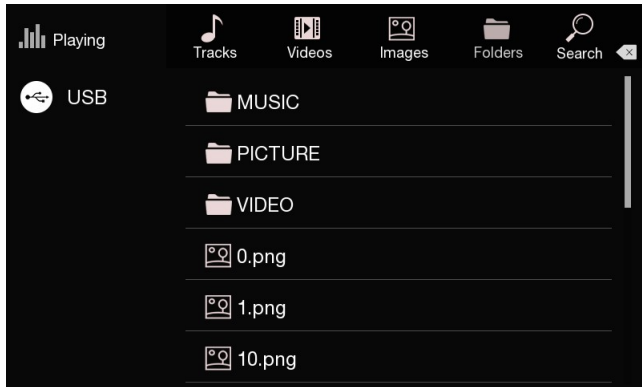 Playing
Tracks Videos Images Folders Search
USB
MUSIC
PICTURE
VIDEO
0.png
1.png
10.png